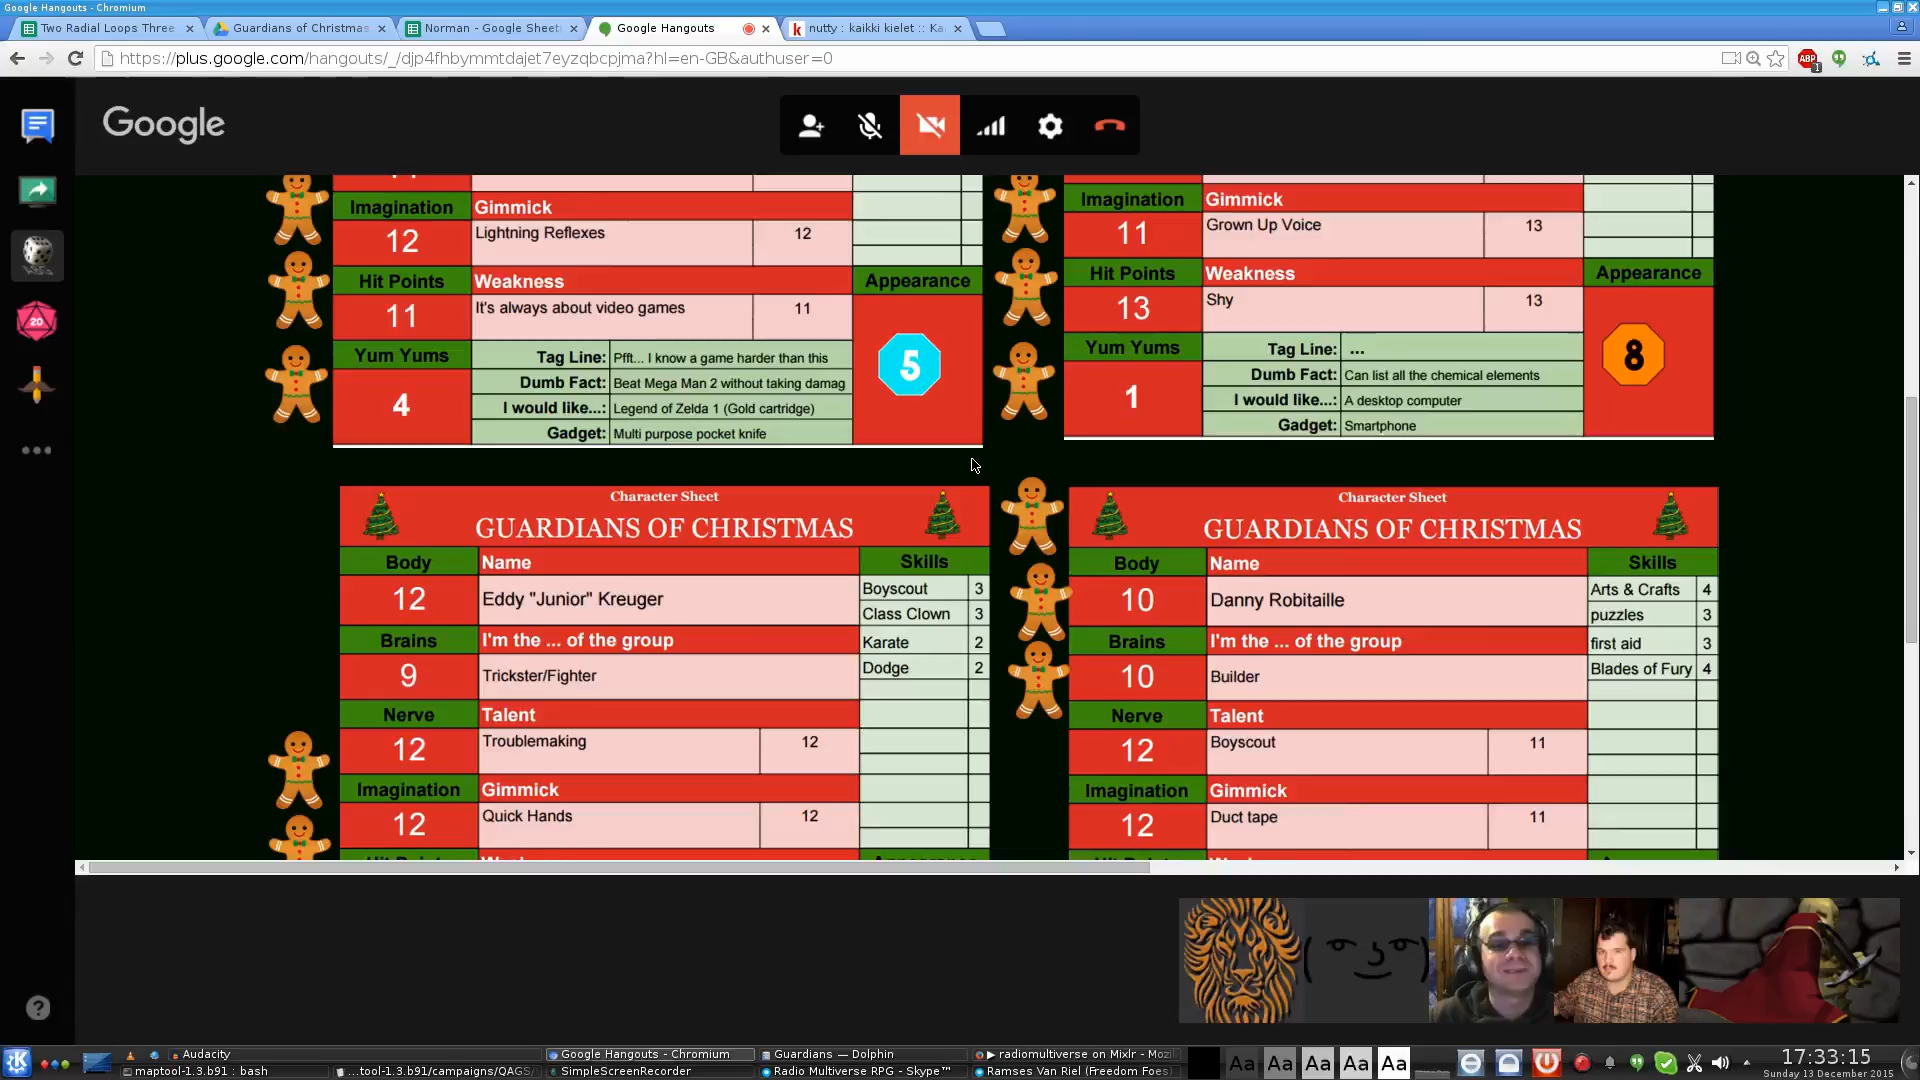 Google Hangouts - Chromium
Two Radial Loops Three
Guardians of Christmas
Norman - Google Sheet
Google Hangouts
nutty : kaikki kielet :: Ka
https://plus.google.com/hangouts/_/djp4fhbymmtdajet7eyzqbcpjma?hl=en-GB&authuser=0
ABP
1
Google
20
Imagination Gimmick
12 Lightning Reflexes 12
Hit Points Weakness Appearance
11 It's always about video games 11
5
Yum Yums
4
Tag Line: Pfft... I know a game harder than this
Dumb Fact: Beat Mega Man 2 without taking damag
I would like...: Legend of Zelda 1 (Gold cartridge)
Gadget: Multi purpose pocket knife
Imagination Gimmick
11 Grown Up Voice 13
Hit Points Weakness Appearance
13 Shy 13
8
Yum Yums
1
Tag Line: ...
Dumb Fact: Can list all the chemical elements
I would like...: A desktop computer
Gadget: Smartphone
Character Sheet
GUARDIANS OF CHRISTMAS
Body Name Skills
12 Eddy "Junior" Kreuger
Boyscout 3
Class Clown 3
Brains I'm the ... of the group
Karate 2
9 Trickster/Fighter
Dodge 2
Nerve Talent
12 Troublemaking 12
Imagination Gimmick
12 Quick Hands 12
Character Sheet
GUARDIANS OF CHRISTMAS
Body Name Skills
10 Danny Robitaille
Arts & Crafts 4
puzzles 3
Brains I'm the ... of the group
first aid 3
10 Builder
Blades of Fury 4
Nerve Talent
12 Boyscout 11
Imagination Gimmick
12 Duct tape 11
Audacity
Google Hangouts - Chromium
Guardians — Dolphin
▶ radiomultiverse on Mixlr - Mozil
maptool-1.3.b91 : bash
...tool-1.3.b91/campaigns/QAGS/
SimpleScreenRecorder
Radio Multiverse RPG - Skype™
Ramses Van Riel (Freedom Foes)
Aa Aa Aa Aa Aa
17:33:15
Sunday 13 December 2015